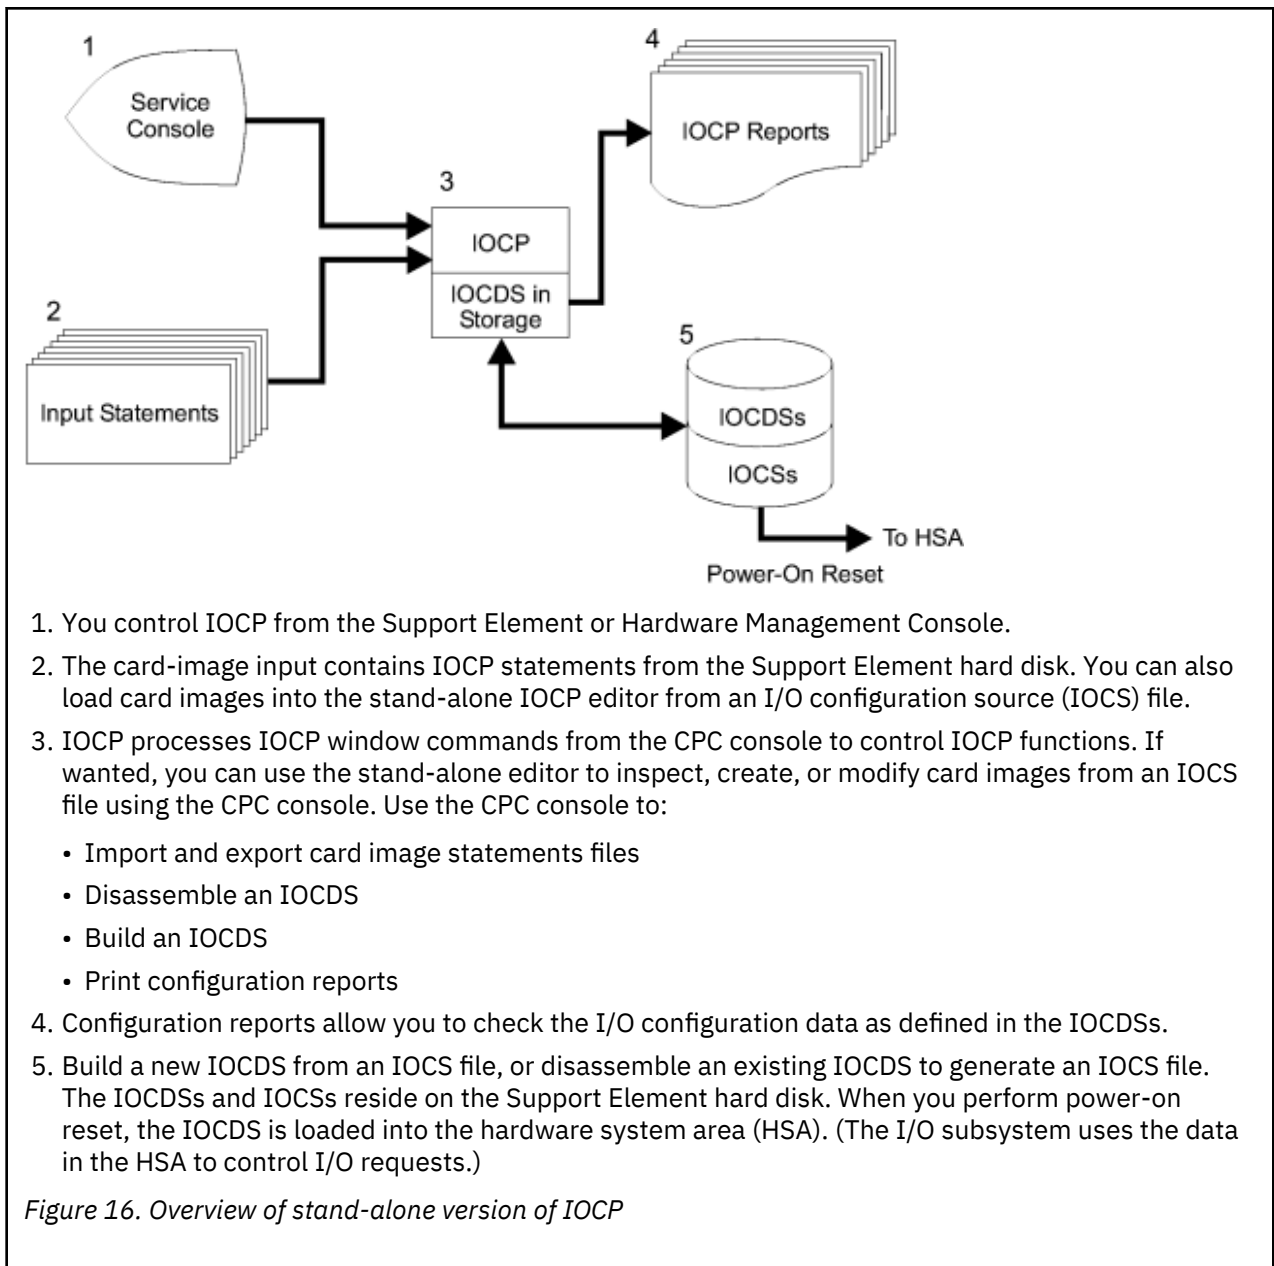 1
Service
Console
2
Input Statements
3
IOCP
IOCDS in
Storage
4
IOCP Reports
5
IOCDSs
IOCSs
To HSA
Power-On Reset
1. You control IOCP from the Support Element or Hardware Management Console.
2. The card-image input contains IOCP statements from the Support Element hard disk. You can also
load card images into the stand-alone IOCP editor from an I/O configuration source (IOCS) file.
3. IOCP processes IOCP window commands from the CPC console to control IOCP functions. If
wanted, you can use the stand-alone editor to inspect, create, or modify card images from an IOCS
file using the CPC console. Use the CPC console to:
• Import and export card image statements files
• Disassemble an IOCDS
• Build an IOCDS
• Print configuration reports
4. Configuration reports allow you to check the I/O configuration data as defined in the IOCDSs.
5. Build a new IOCDS from an IOCS file, or disassemble an existing IOCDS to generate an IOCS file.
The IOCDSs and IOCSs reside on the Support Element hard disk. When you perform power-on
reset, the IOCDS is loaded into the hardware system area (HSA). (The I/O subsystem uses the data
in the HSA to control I/O requests.)
Figure 16. Overview of stand-alone version of IOCP